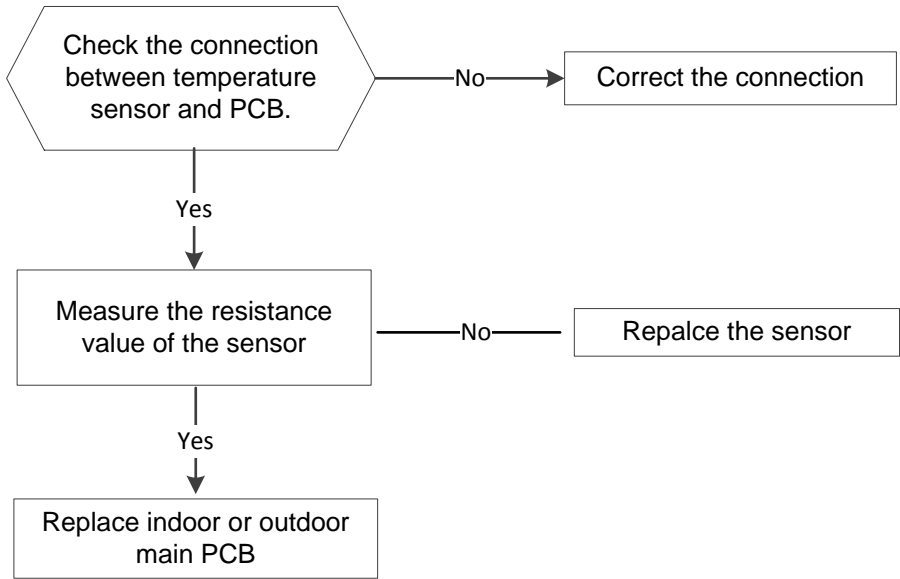 Check the connection
between temperature
sensor and PCB.
No
Correct the connection
Yes
Measure the resistance
value of the sensor
No
Repalce the sensor
Yes
Replace indoor or outdoor
main PCB